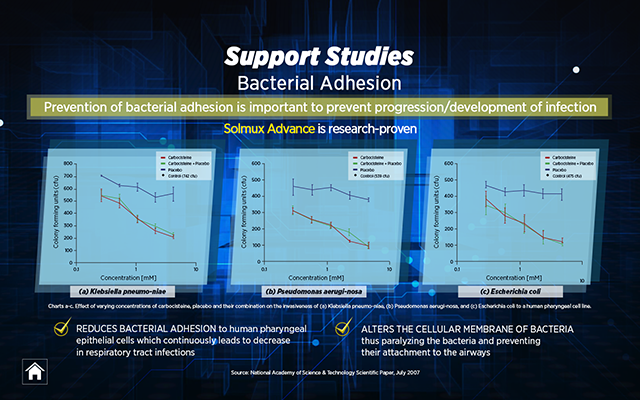 Support Studies
Bacterial Adhesion
Prevention of bacterial adhesion is important to prevent progression/development of infection
Solmux Advance is research-proven
Colony forming units (cfu)
800
700
600
500
400
300
200
100
0
0.1
1
10
Concentration [mM]
Carbocisteine
Carbocisteine + Placebo
Placebo
Control (742 cfu)
(a) Klebsiella pneumo-niae
Colony forming units (cfu)
600
500
400
300
200
100
0
0.1
1
10
Concentration [mM]
Carbocisteine
Carbocisteine + Placebo
Placebo
Control (539 cfu)
(b) Pseudomonas aerugi-nosa
Colony forming units (cfu)
600
500
400
300
200
100
0
0.1
1
10
Concentration [mM]
Carbocisteine
Carbocisteine + Placebo
Placebo
Control (475 cfu)
(c) Escherichia coli
Charts a-c. Effect of varying concentrations of carbocisteine, placebo and their combination on the invasiveness of (a) Klebsiella pneumo-niae, (b) Pseudomonas aerugi-nosa, and (c) Escherichia coli to a human pharyngeal cell line.
REDUCES BACTERIAL ADHESION to human pharyngeal
epithelial cells which continuously leads to decrease
in respiratory tract infections
ALTERS THE CELLULAR MEMBRANE OF BACTERIA
thus paralyzing the bacteria and preventing
their attachment to the airways
Source: National Academy of Science & Technology Scientific Paper, July 2007